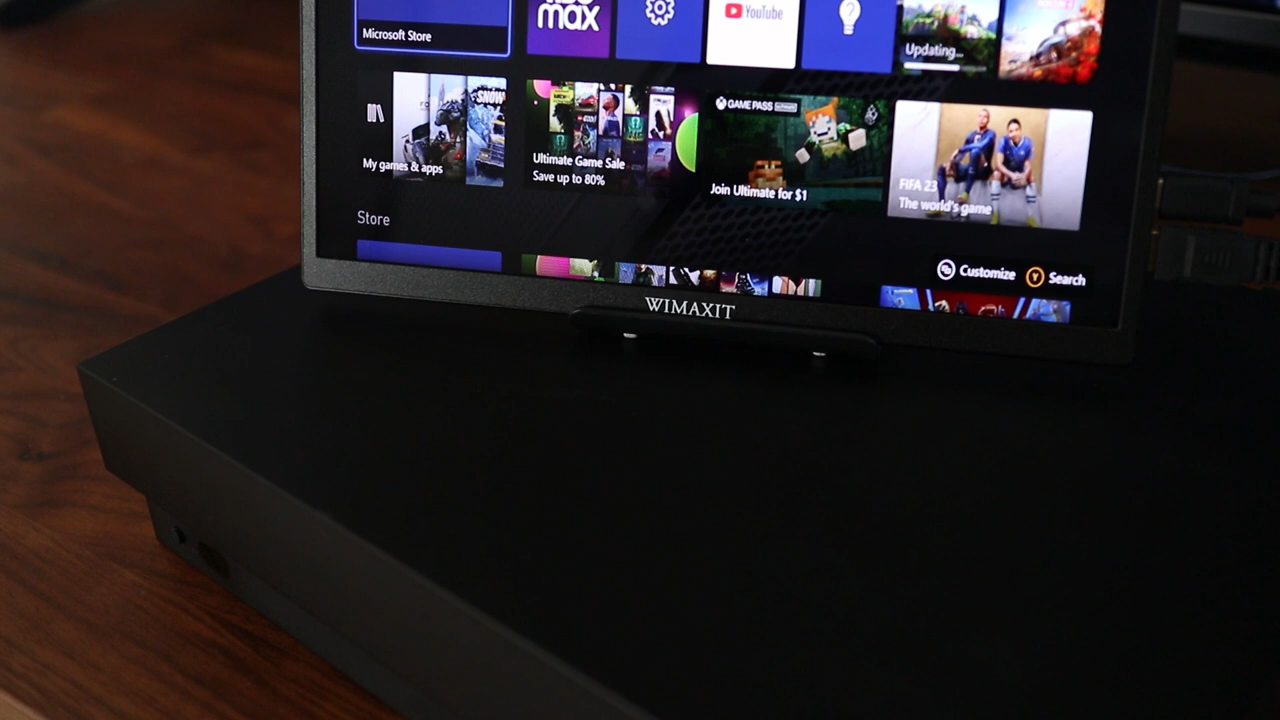 max
Microsoft Store
YouTube
Updating...
My games & apps
SNOW
Ultimate Game Sale
Save up to 80%
GAME PASS
Join Ultimate for $1
FIFA 23
The world's game
Store
Customize
Y
Search
WIMAXIT